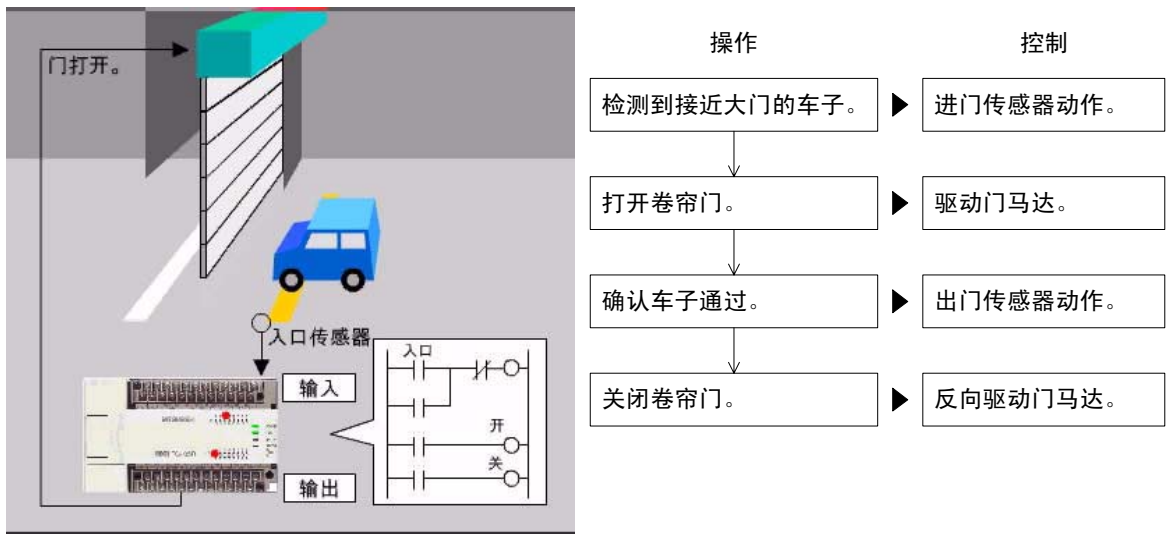 门打开。
入口传感器
输入
输出
入口
开
关
操作
控制
检测到接近大门的车子。
进门传感器动作。
打开卷帘门。
驱动门马达。
确认车子通过。
出门传感器动作。
关闭卷帘门。
反向驱动门马达。